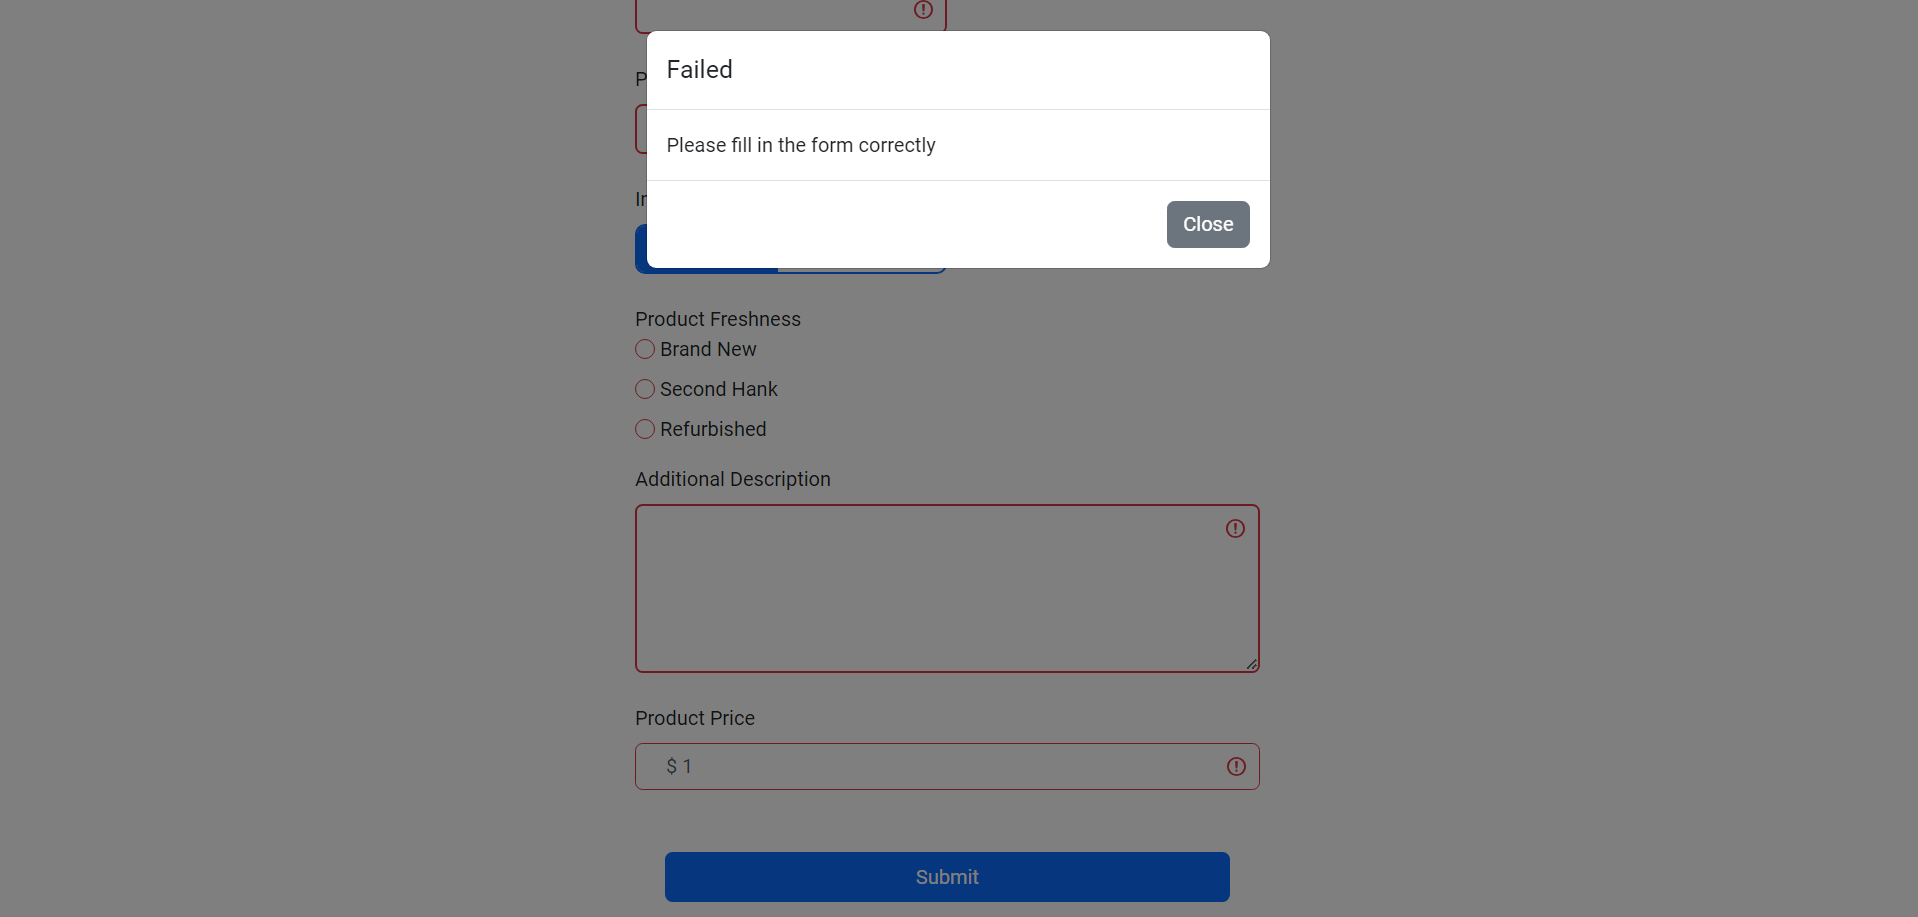 Failed
Please fill in the form correctly
Close
Product Freshness
Brand New
Second Hank
Refurbished
Additional Description
Product Price
$ 1
Submit